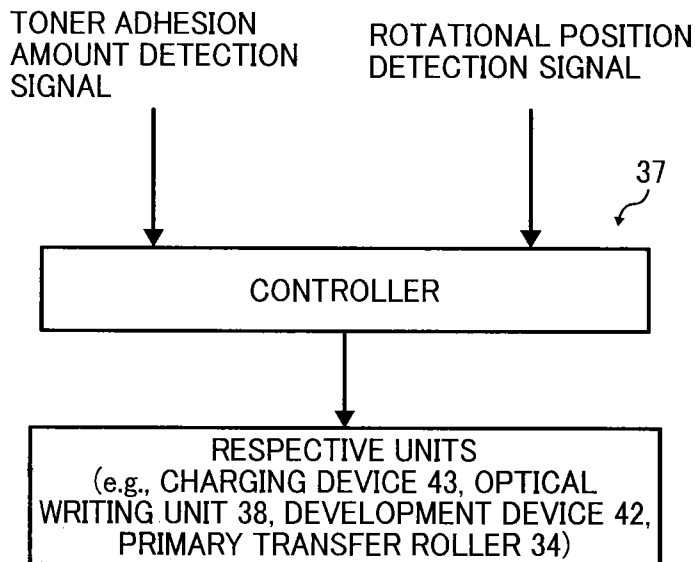 TONER ADHESION
AMOUNT DETECTION
SIGNAL
ROTATIONAL POSITION
DETECTION SIGNAL
37
CONTROLLER
RESPECTIVE UNITS
(e.g., CHARGING DEVICE 43, OPTICAL
WRITING UNIT 38, DEVELOPMENT DEVICE 42,
PRIMARY TRANSFER ROLLER 34)